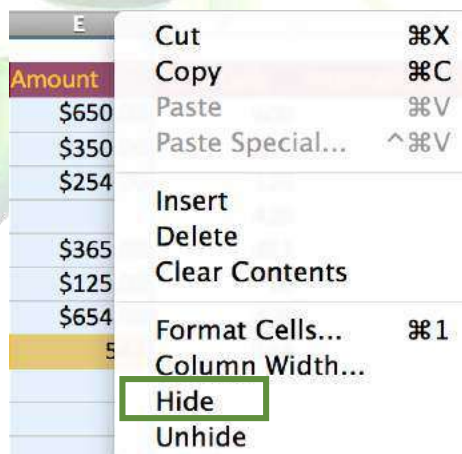 E
Amount
$650
$350
$254
$365
$125
$654
5
Cut ⌘X
Copy ⌘C
Paste ⌘V
Paste Special... ^⌘V
Insert
Delete
Clear Contents
Format Cells... ⌘1
Column Width...
Hide
Unhide